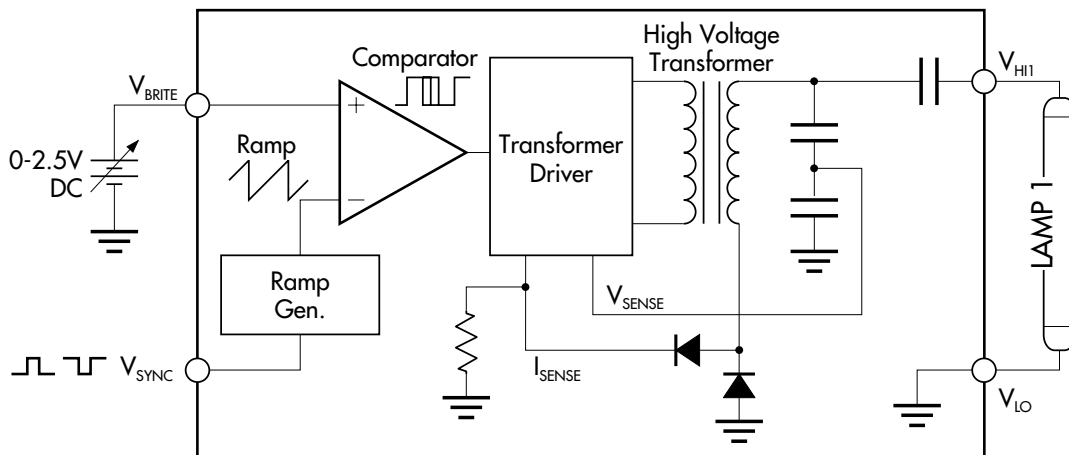 High Voltage
Transformer
Comparator
V_BRITE
V_HI1
+
0-2.5V
DC
Ramp
Transformer
Driver
−
LAMP 1
Ramp
Gen.
V_SENSE
V_SYNC
I_SENSE
V_LO